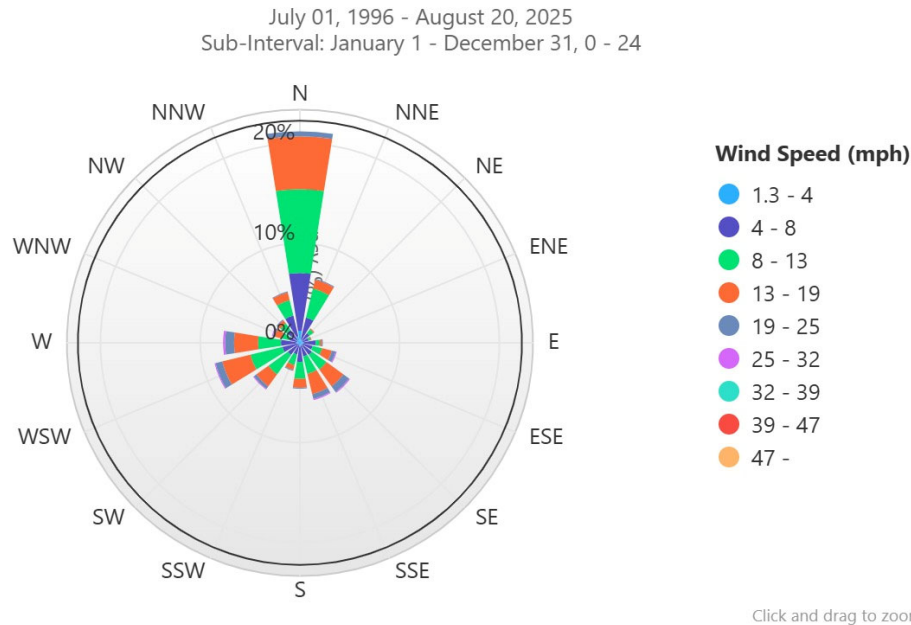 July 01, 1996 - August 20, 2025
Sub-Interval: January 1 - December 31, 0 - 24
N
NNW
NNE
20%
NW
NE
10%
WNW
ENE
0%
W
E
WSW
ESE
SW
SE
SSW
SSE
S
Wind Speed (mph)
1.3 - 4
4 - 8
8 - 13
13 - 19
19 - 25
25 - 32
32 - 39
39 - 47
47 -
Click and drag to zoom